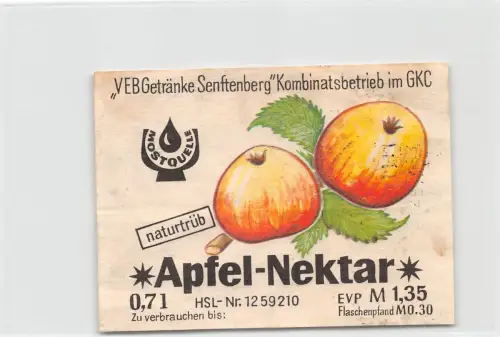 „VEB Getränke Senftenberg" Kombinatsbetrieb im GKC
MOSTQUELLE
naturtrüb
✶Apfel-Nektar✶
0,7 l HSL-Nr. 12 59 210 EVP M 1,35
Zu verbrauchen bis: Flaschenpfand M 0.30